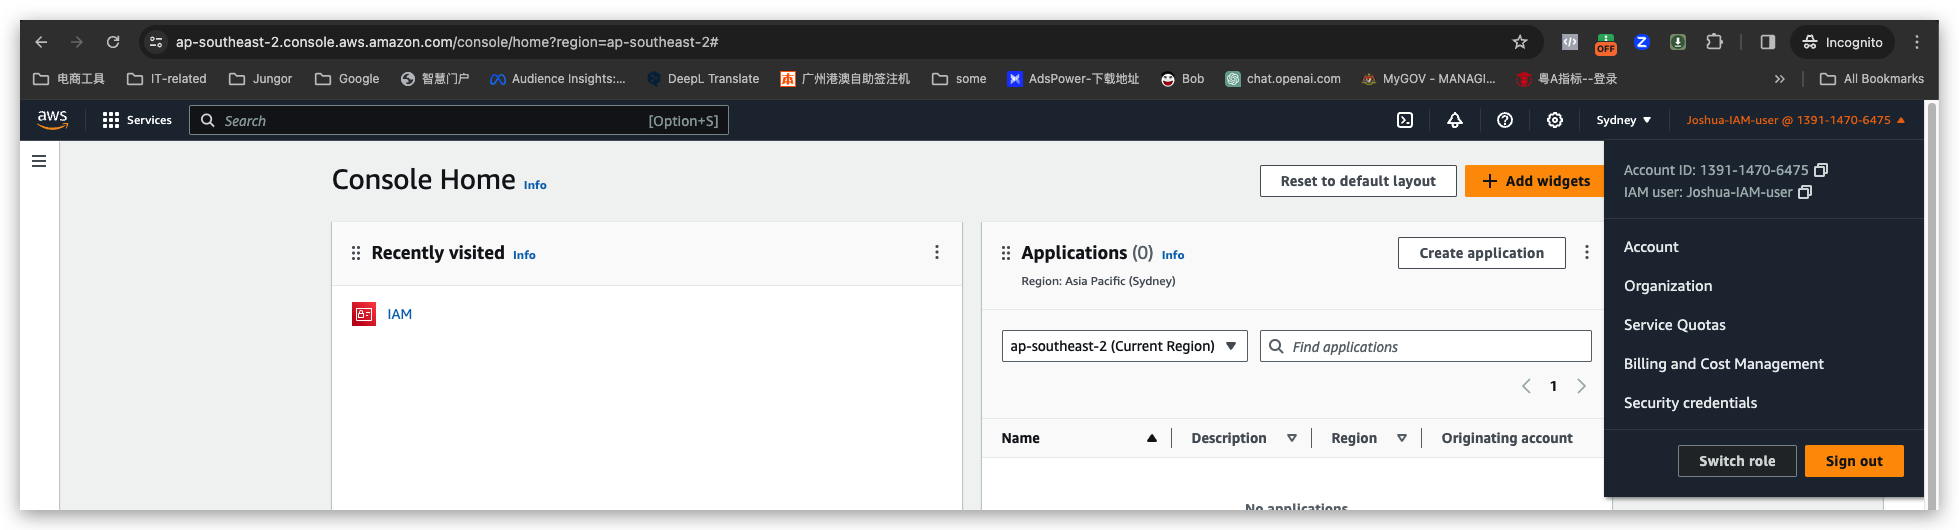 ap-southeast-2.console.aws.amazon.com/console/home?region=ap-southeast-2#
OFF
Z
Incognito
电商工具
IT-related
Jungor
Google
智慧门户
Audience Insights:...
DeepL Translate
广州港澳自助签注机
some
AdsPower-下载地址
Bob
chat.openai.com
MyGOV - MANAGI...
粤A指标--登录
»
All Bookmarks
aws
Services
Search
[Option+S]
Sydney
Joshua-IAM-user @ 1391-1470-6475
Console Home Info
Reset to default layout
+ Add widgets
Account ID: 1391-1470-6475
IAM user: Joshua-IAM-user
Account
Organization
Service Quotas
Billing and Cost Management
Security credentials
Switch role
Sign out
Recently visited Info
IAM
Applications (0) Info
Region: Asia Pacific (Sydney)
Create application
ap-southeast-2 (Current Region)
Find applications
1
Name
Description
Region
Originating account
No applications